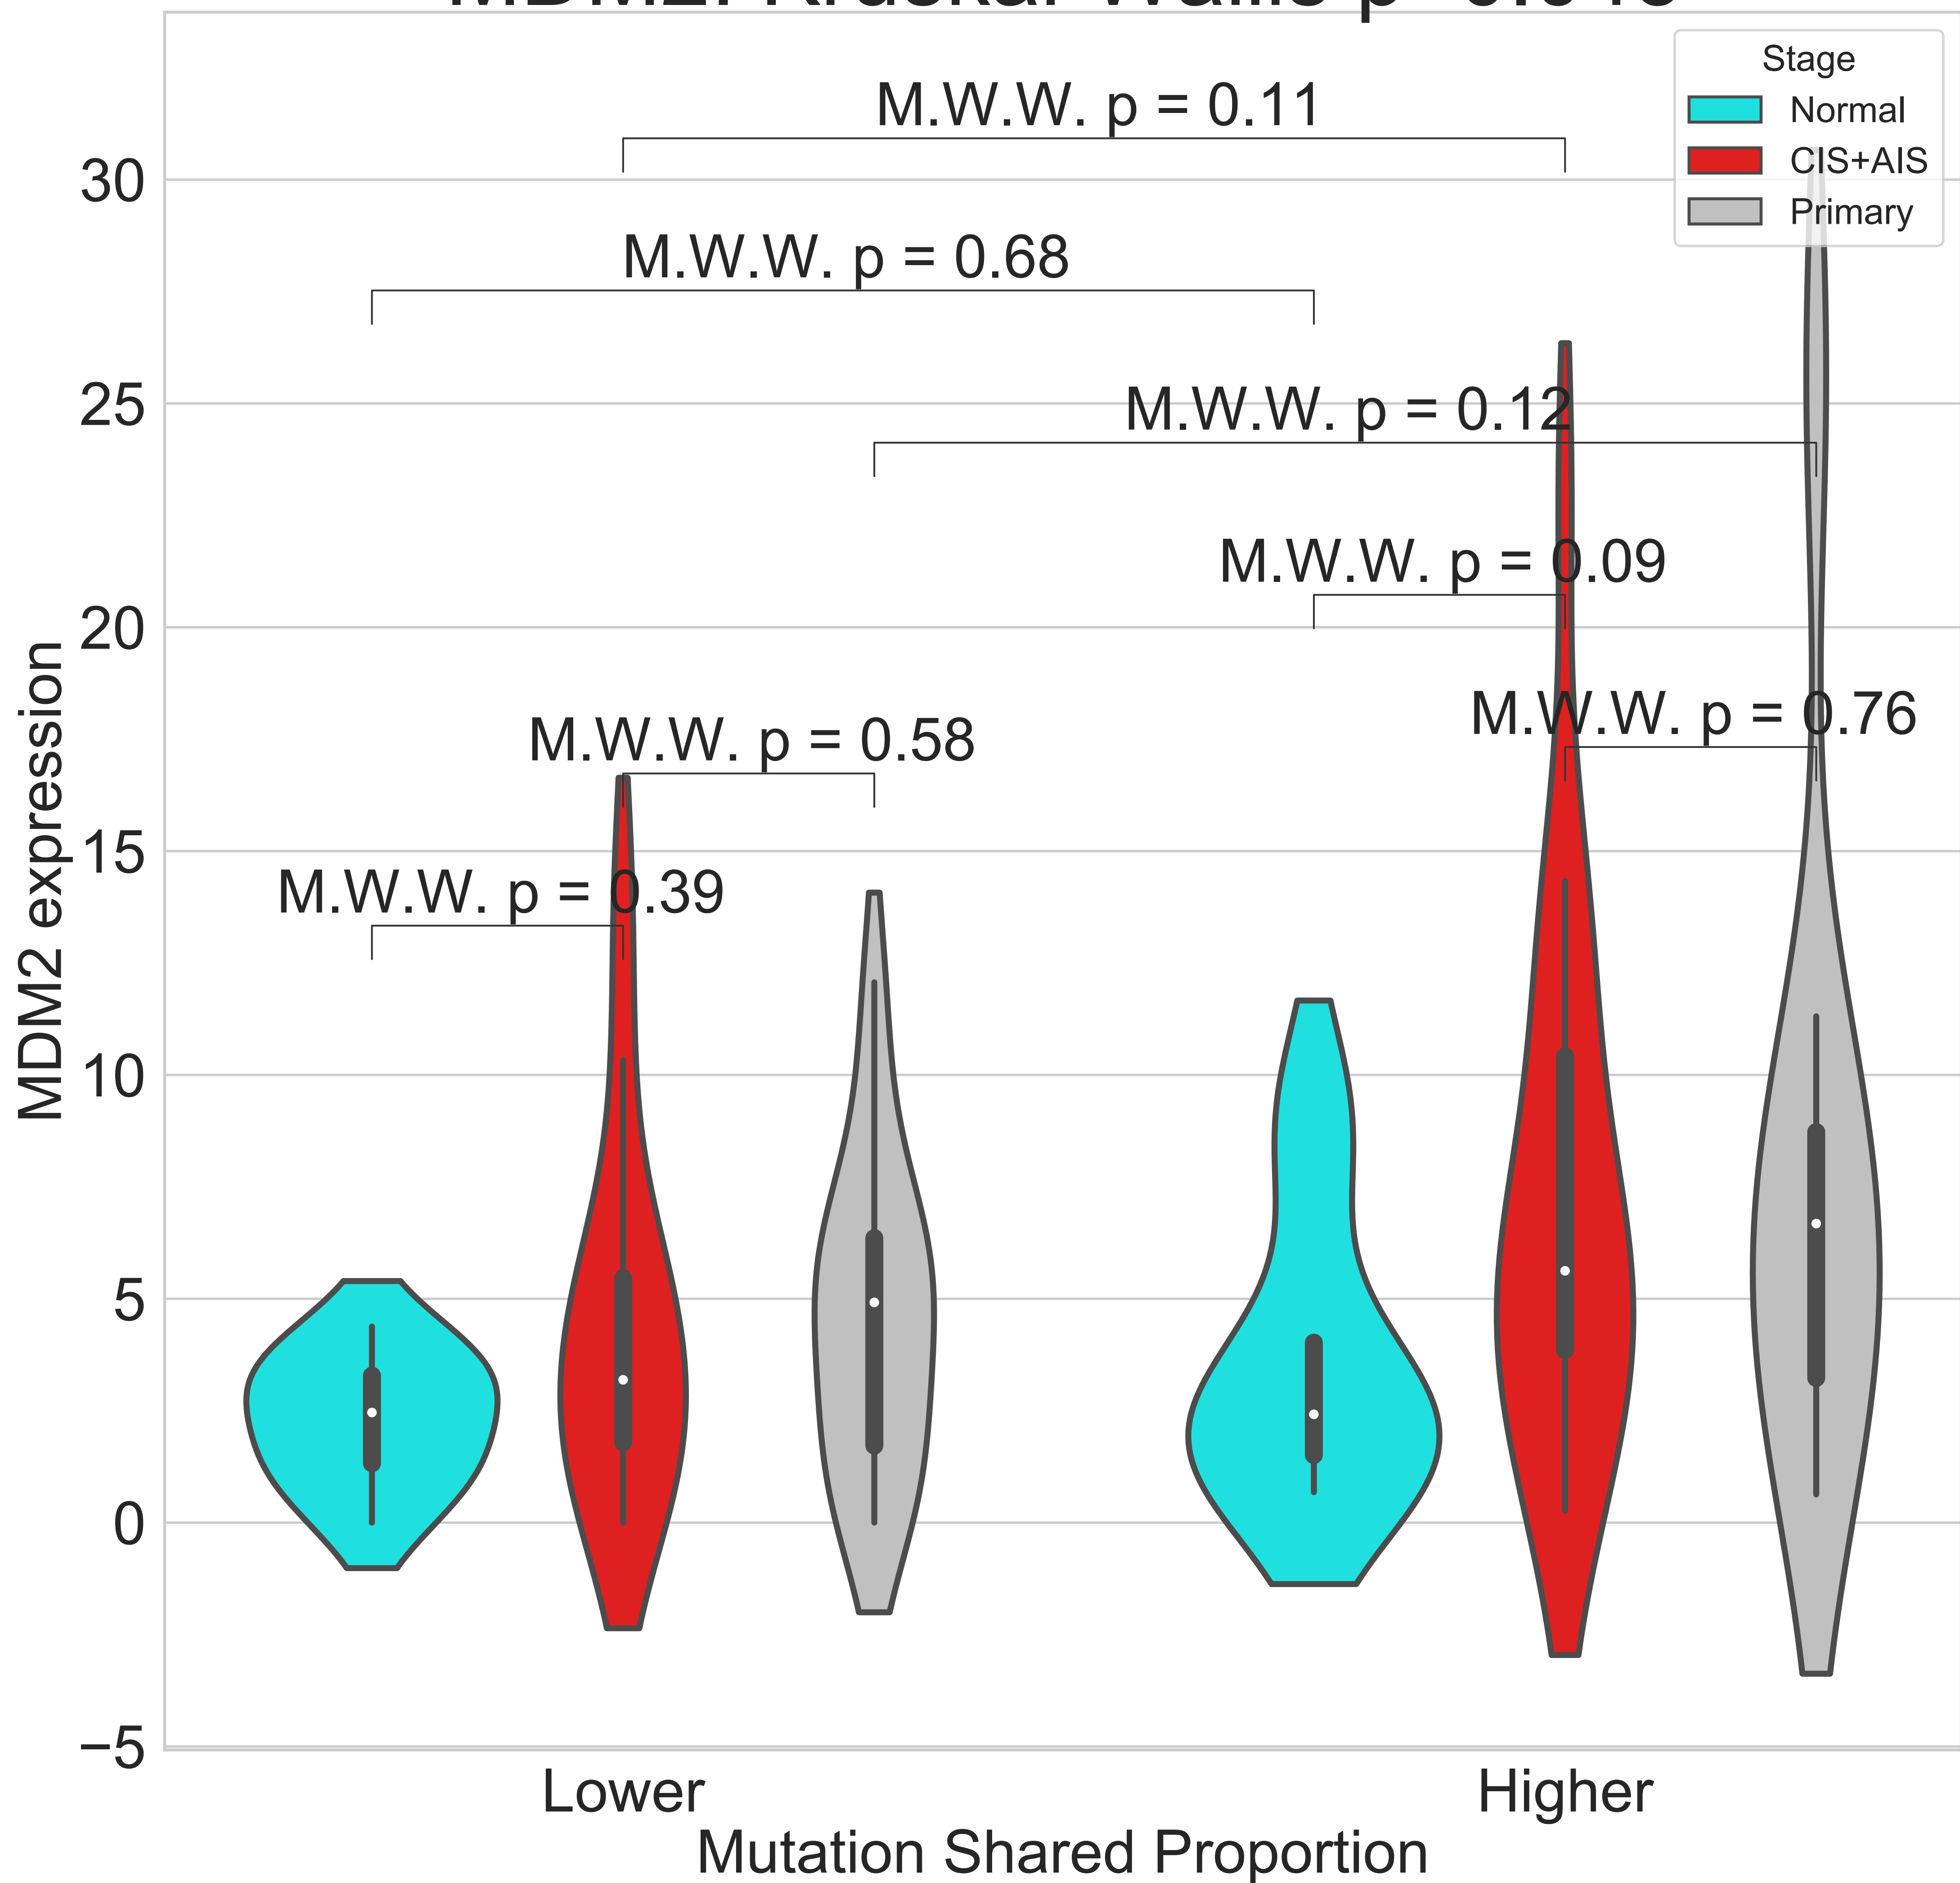 Stage
Normal
CIS+AIS
Primary
M.W.W. p = 0.11
M.W.W. p = 0.68
M.W.W. p = 0.12
M.W.W. p = 0.09
M.W.W. p = 0.76
M.W.W. p = 0.58
M.W.W. p = 0.39
30
25
20
15
10
5
0
−5
MDM2 expression
Lower
Higher
Mutation Shared Proportion